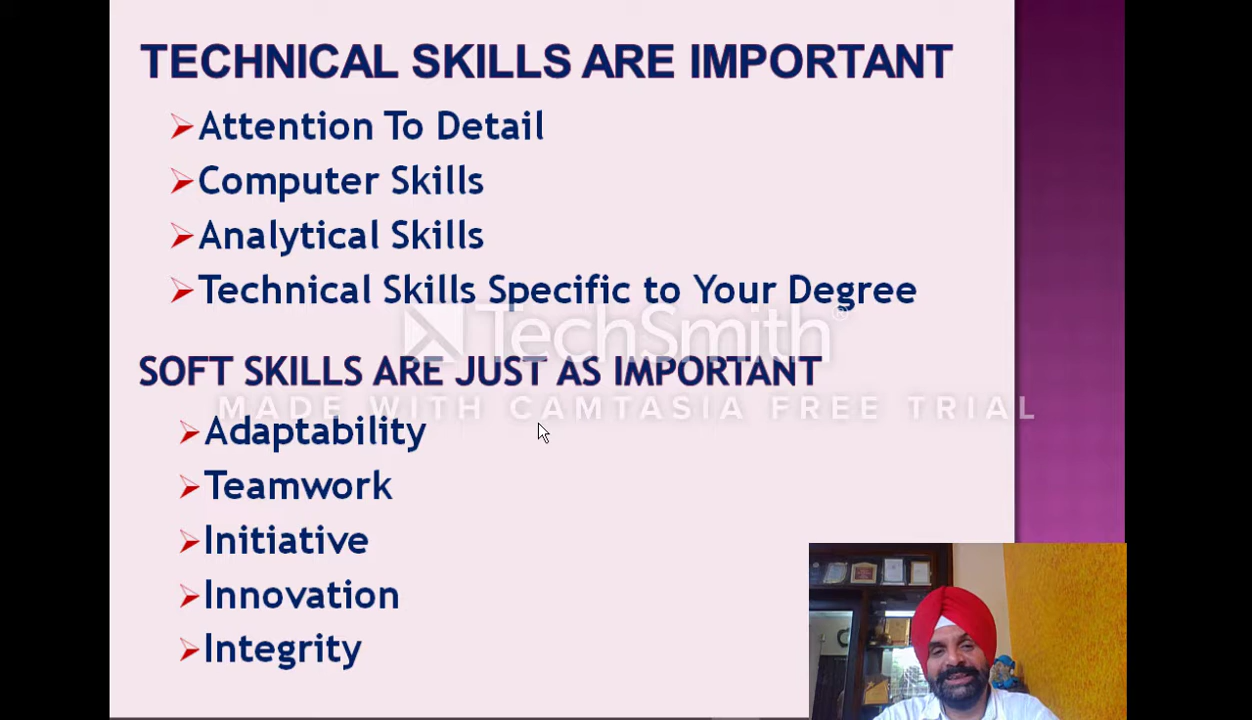 TECHNICAL SKILLS ARE IMPORTANT
Attention To Detail
Computer Skills
Analytical Skills
Technical Skills Specific to Your Degree
TechSmith®
SOFT SKILLS ARE JUST AS IMPORTANT
MADE WITH CAMTASIA FREE TRIAL
Adaptability
Teamwork
Initiative
Innovation
Integrity